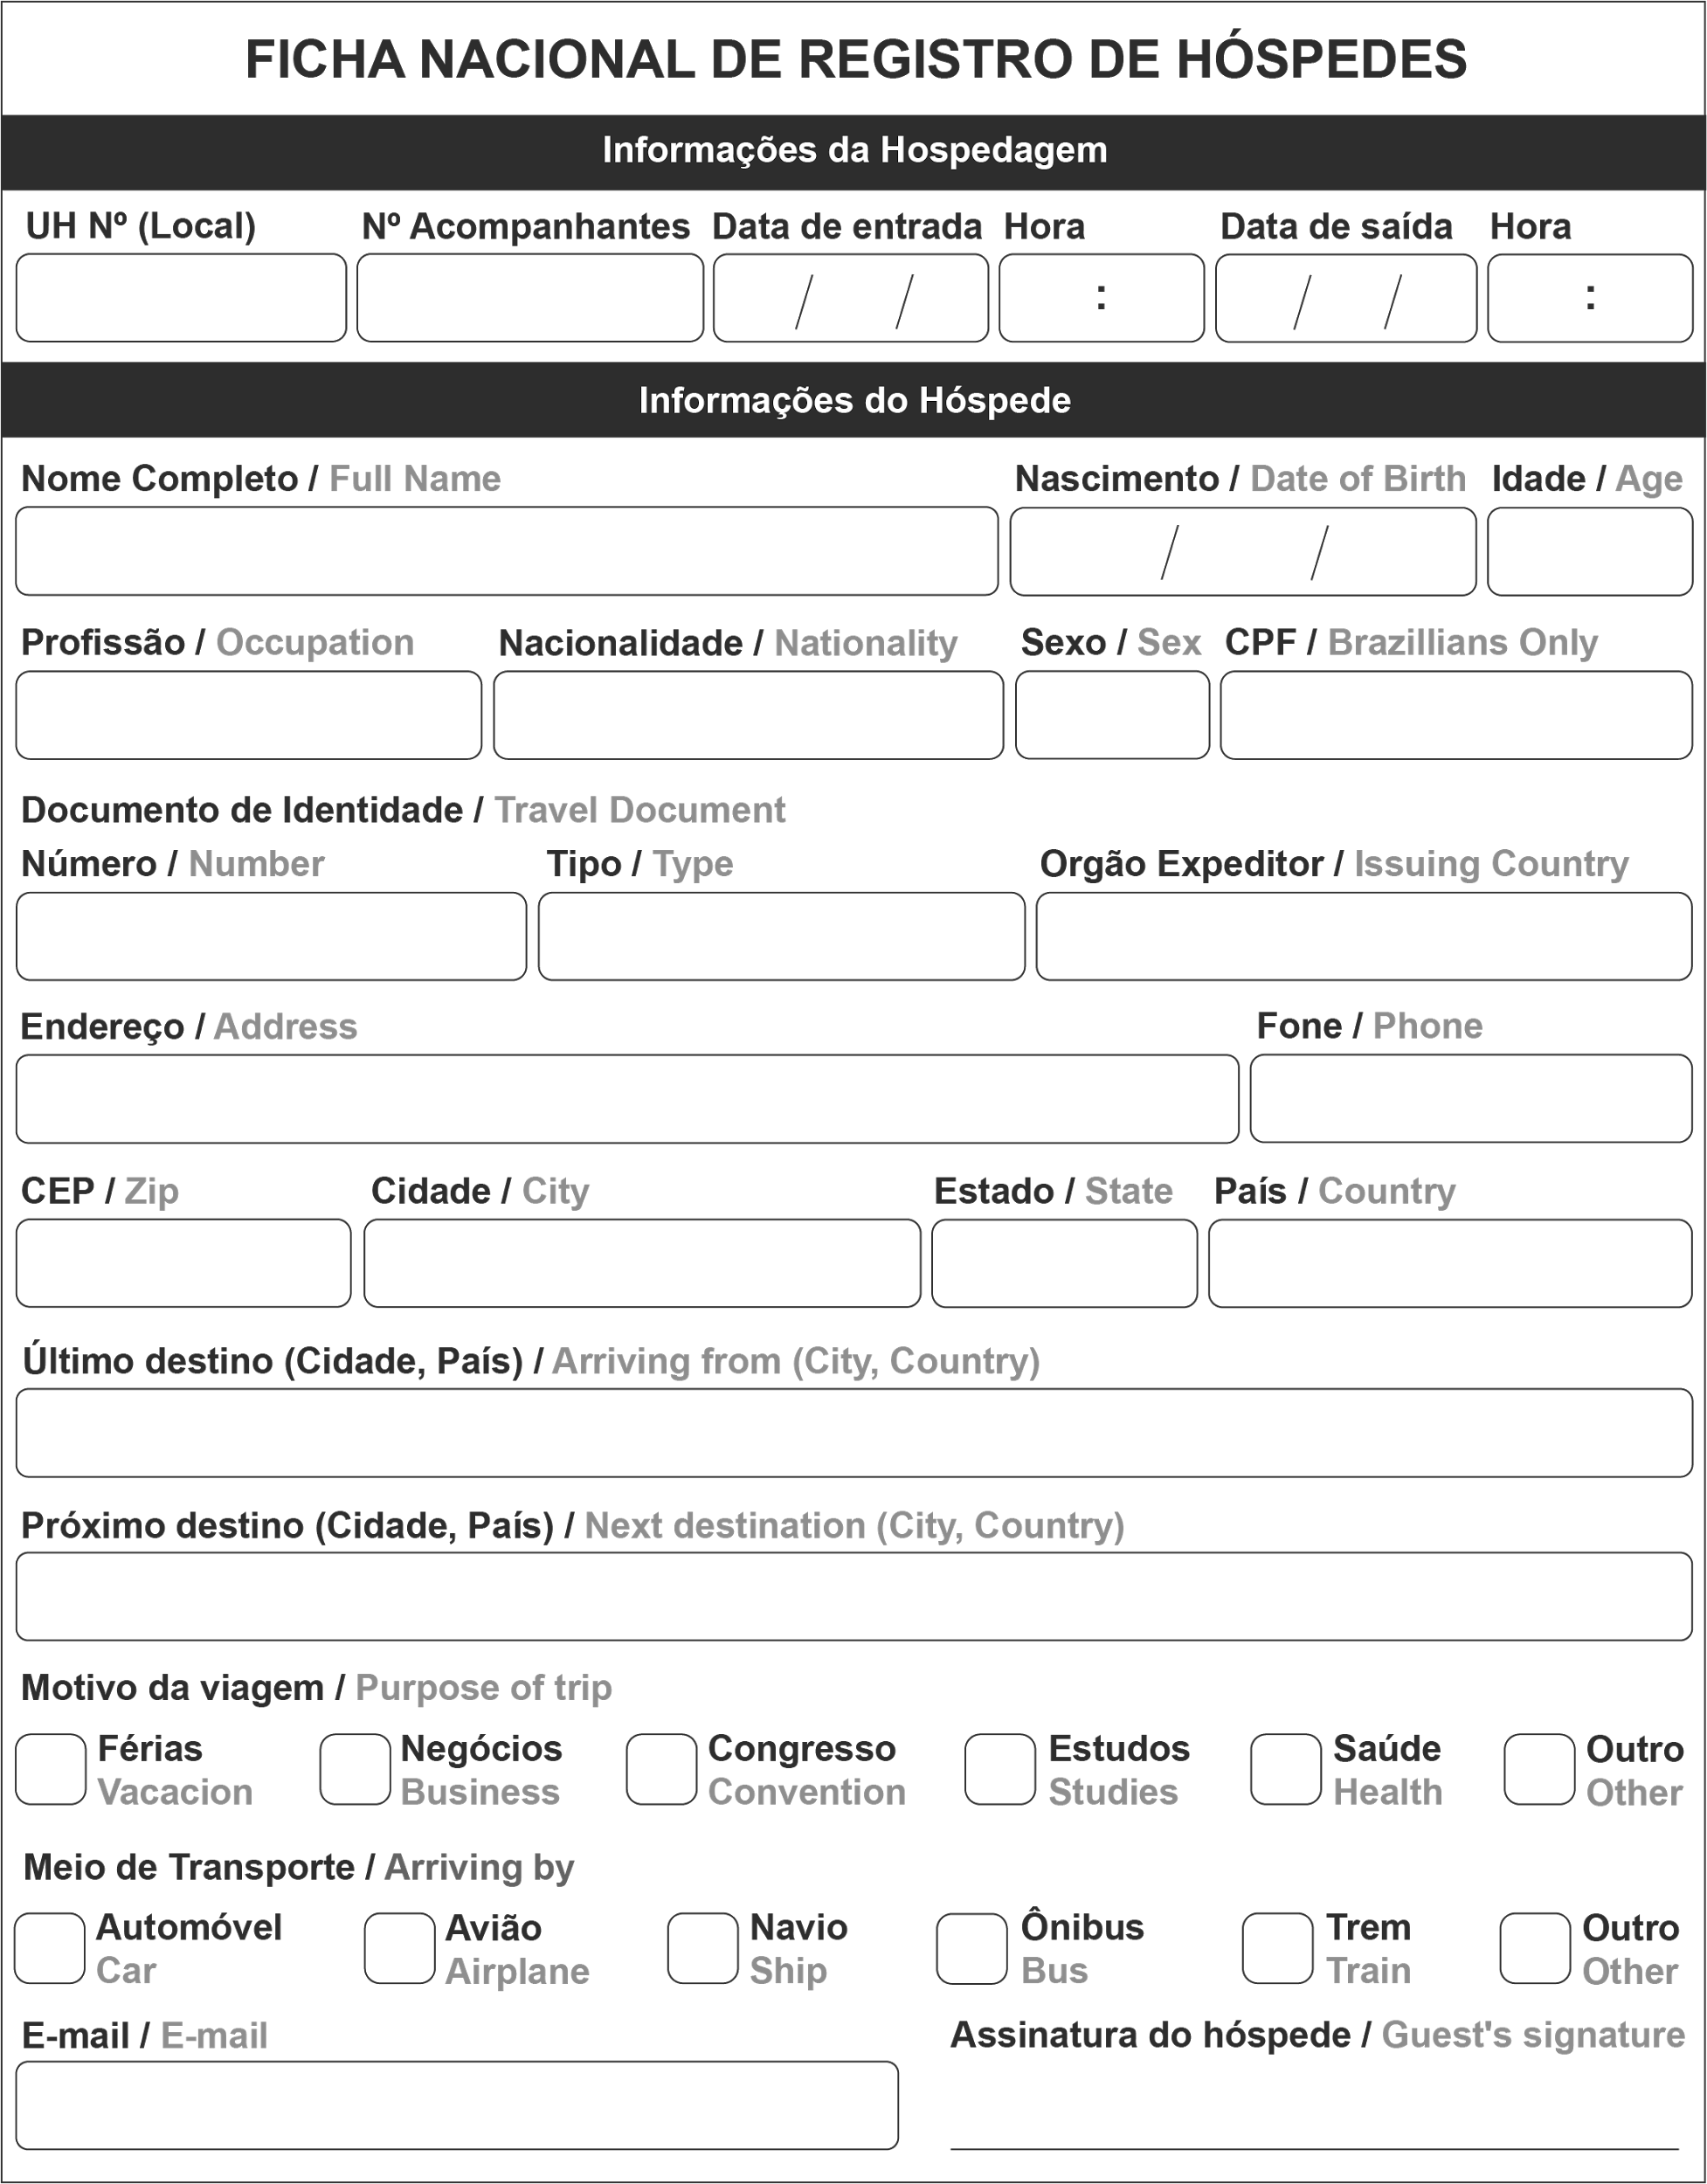 FICHA NACIONAL DE REGISTRO DE HÓSPEDES
Informações da Hospedagem
UH Nº (Local) Nº Acompanhantes Data de entrada Hora Data de saída Hora
/ / : / / :
Informações do Hóspede
Nome Completo / Full Name Nascimento / Date of Birth Idade / Age
/ /
Profissão / Occupation Nacionalidade / Nationality Sexo / Sex CPF / Brazillians Only
Documento de Identidade / Travel Document
Número / Number Tipo / Type Orgão Expeditor / Issuing Country
Endereço / Address Fone / Phone
CEP / Zip Cidade / City Estado / State País / Country
Último destino (Cidade, País) / Arriving from (City, Country)
Próximo destino (Cidade, País) / Next destination (City, Country)
Motivo da viagem / Purpose of trip
Férias Negócios Congresso Estudos Saúde Outro
Vacacion Business Convention Studies Health Other
Meio de Transporte / Arriving by
Automóvel Avião Navio Ônibus Trem Outro
Car Airplane Ship Bus Train Other
E-mail / E-mail Assinatura do hóspede / Guest's signature